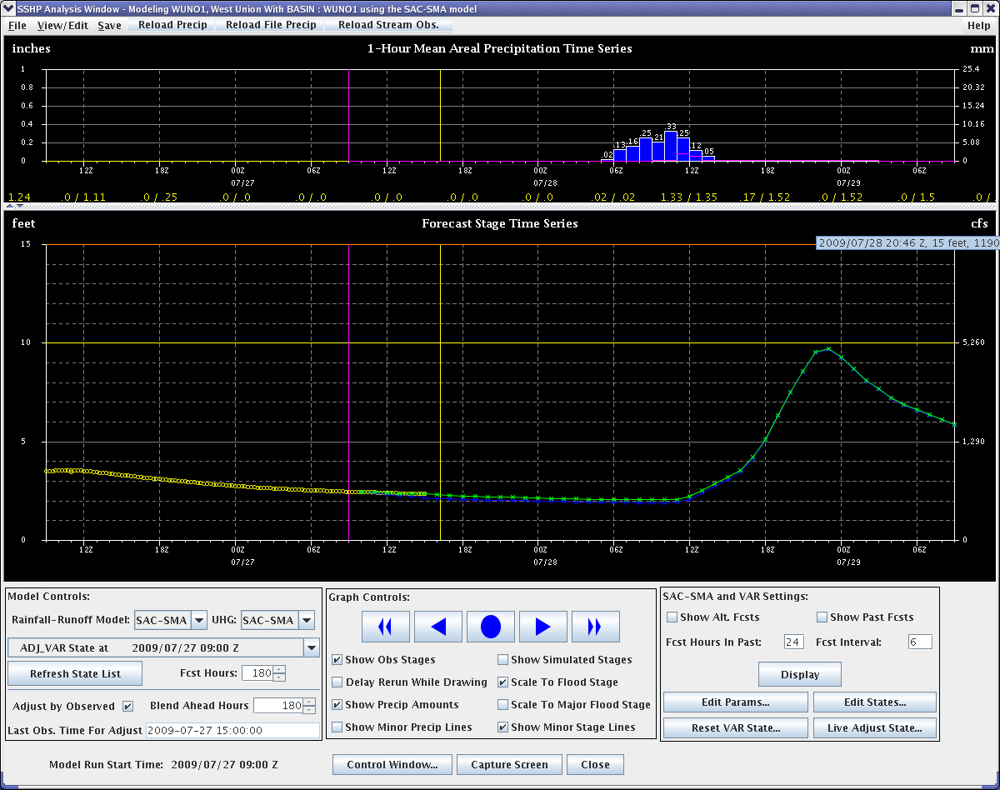 SSHP Analysis Window - Modeling WUNO1, West Union With BASIN : WUNO1 using the SAC-SMA model
File View/Edit Save Reload Precip Reload File Precip Reload Stream Obs. Help
inches 1-Hour Mean Areal Precipitation Time Series mm
1 25.4
0.8 20.32
0.6 15.24
0.4 10.16
0.2 5.08
0 0
.02 .13 .16 .25 .21 .33 .25 .12 .05
12Z 18Z 00Z 06Z 12Z 18Z 00Z 06Z 12Z 18Z 00Z 06Z
07/27 07/28 07/29
1.24 .0 / 1.11 .0 / .25 .0 / .0 .0 / .0 .0 / .0 .0 / .0 .0 / .0 .02 / .02 1.33 / 1.35 .17 / 1.52 .0 / 1.52 .0 / 1.5 .0 /
feet Forecast Stage Time Series cfs
2009/07/28 20:46 Z, 15 feet, 1190
15
10 5,260
5 1,290
0 0
12Z 18Z 00Z 06Z 12Z 18Z 00Z 06Z 12Z 18Z 00Z 06Z
07/27 07/28 07/29
Model Controls:
Rainfall-Runoff Model: SAC-SMA UHG: SAC-SMA
ADJ_VAR State at 2009/07/27 09:00 Z
Refresh State List Fcst Hours: 180
Adjust by Observed Blend Ahead Hours 180
Last Obs. Time For Adjust 2009-07-27 15:00:00
Graph Controls:
Show Obs Stages Show Simulated Stages
Delay Rerun While Drawing Scale To Flood Stage
Show Precip Amounts Scale To Major Flood Stage
Show Minor Precip Lines Show Minor Stage Lines
SAC-SMA and VAR Settings:
Show Alt. Fcsts Show Past Fcsts
Fcst Hours In Past: 24 Fcst Interval: 6
Display
Edit Params... Edit States...
Reset VAR State... Live Adjust State...
Model Run Start Time: 2009/07/27 09:00 Z Control Window... Capture Screen Close